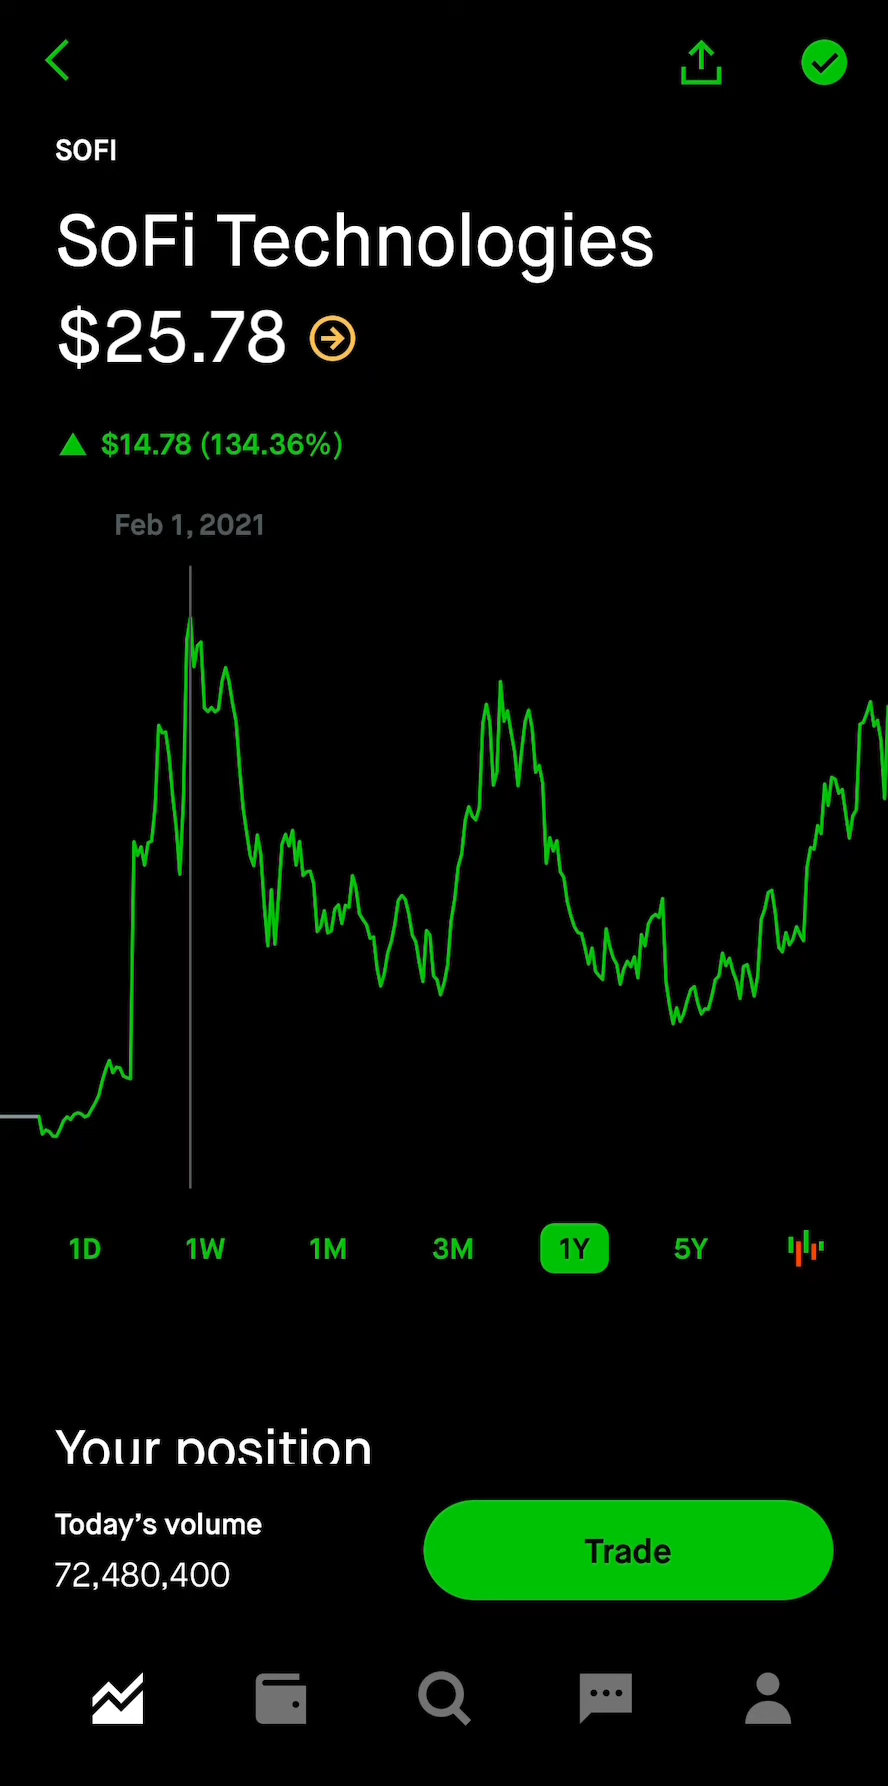 SOFI
SoFi Technologies
$25.78
$14.78 (134.36%)
Feb 1, 2021
1D 1W 1M 3M 1Y 5Y
Your position
Today’s volume
72,480,400
Trade